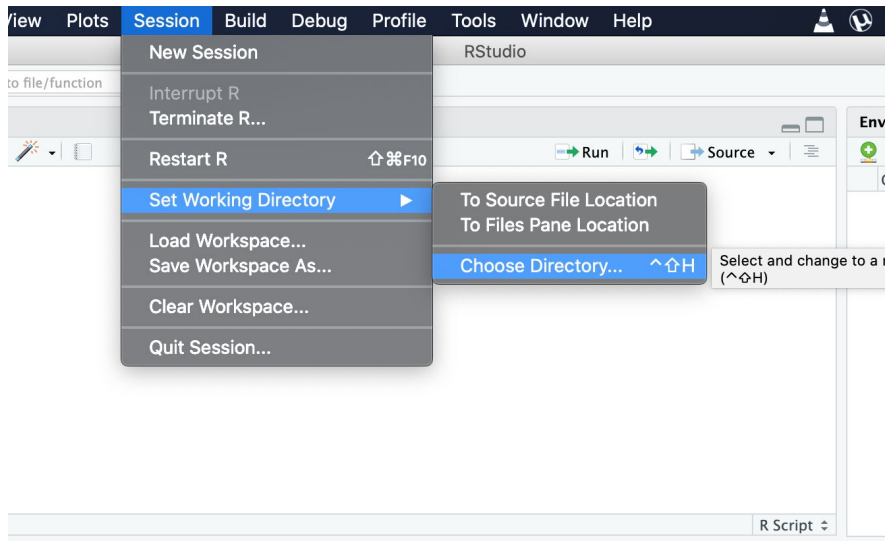 View Plots Session Build Debug Profile Tools Window Help
RStudio
to file/function
New Session
Interrupt R
Terminate R...
Restart R ⇧⌘F10
Set Working Directory ▶
Load Workspace...
Save Workspace As...
Clear Workspace...
Quit Session...
To Source File Location
To Files Pane Location
Choose Directory... ^⇧H
Select and change to a
(^⇧H)
Run Source
Env
R Script